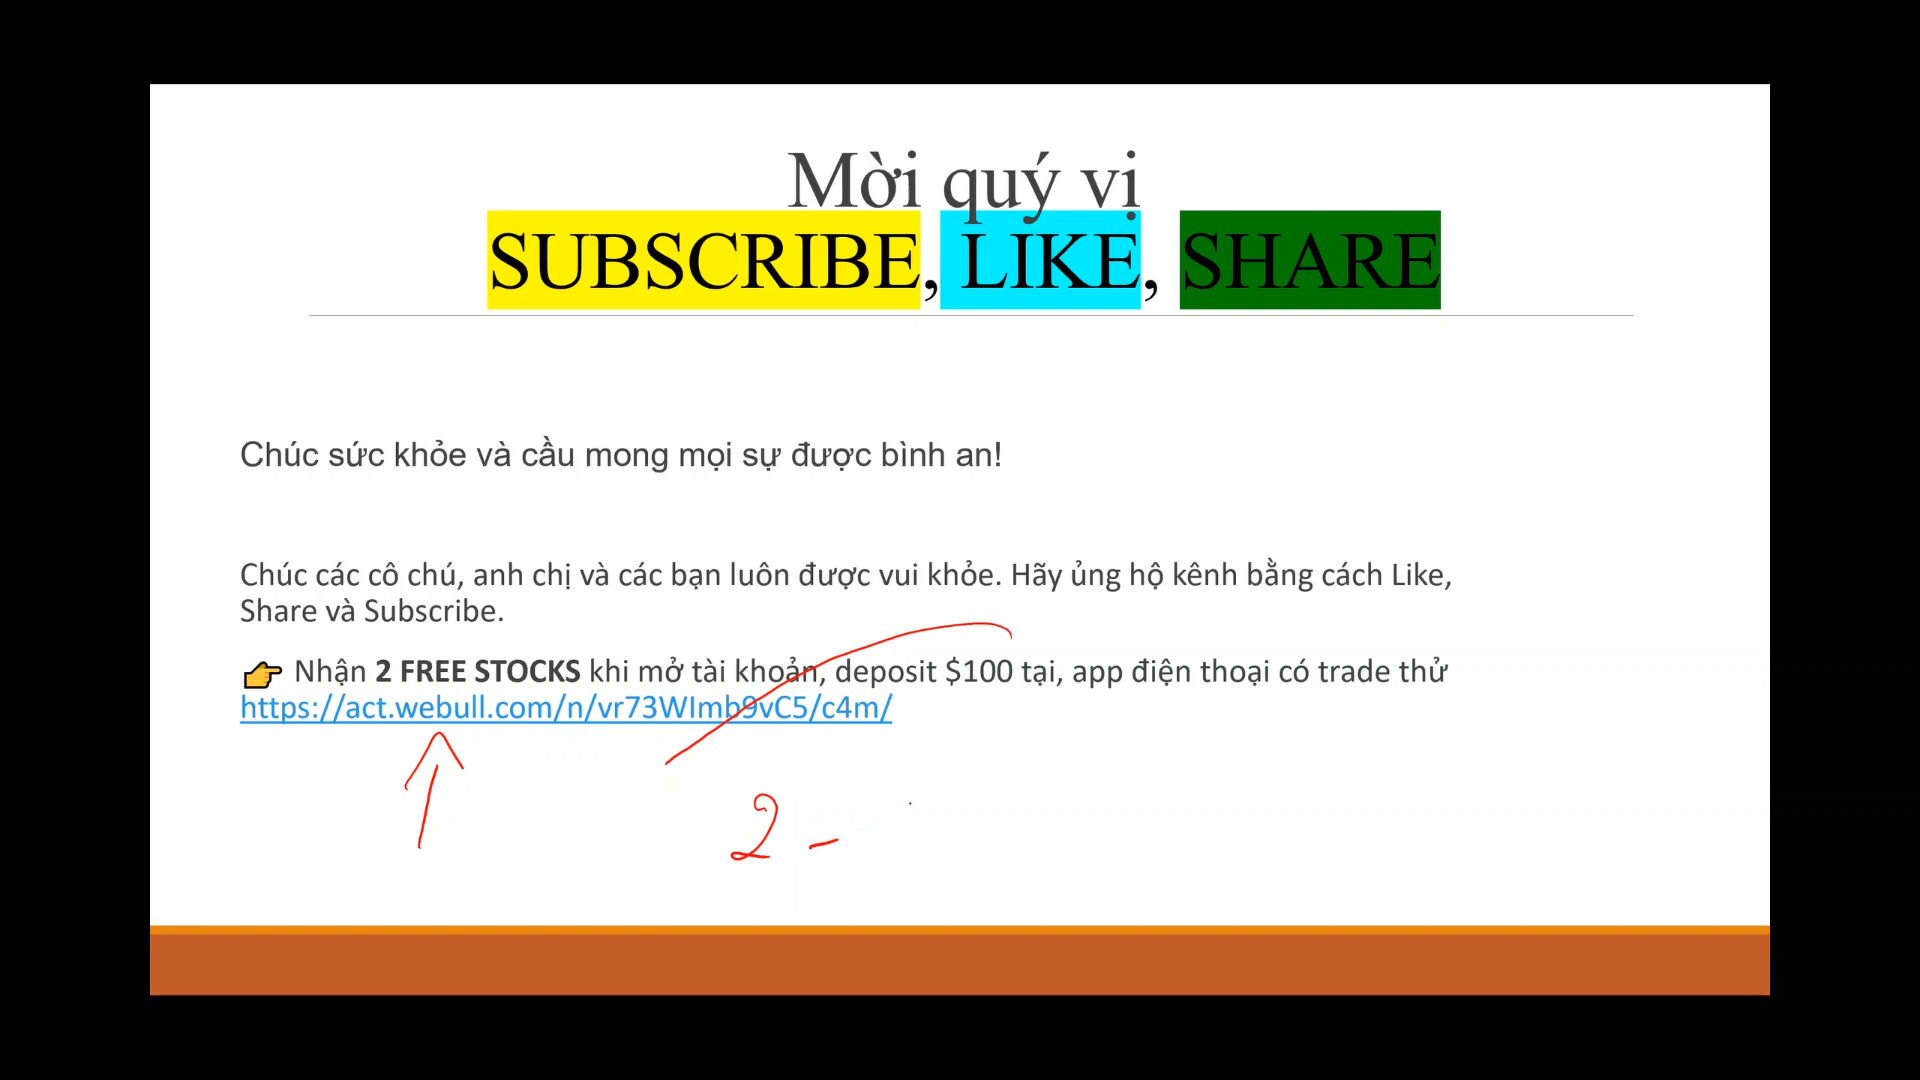 Mời quý vị
SUBSCRIBE, LIKE, SHARE
Chúc sức khỏe và cầu mong mọi sự được bình an!
Chúc các cô chú, anh chị và các bạn luôn được vui khỏe. Hãy ủng hộ kênh bằng cách Like,
Share và Subscribe.
👉 Nhận 2 FREE STOCKS khi mở tài khoản, deposit $100 tại, app điện thoại có trade thử
https://act.webull.com/n/vr73WImb9vC5/c4m/
2 -